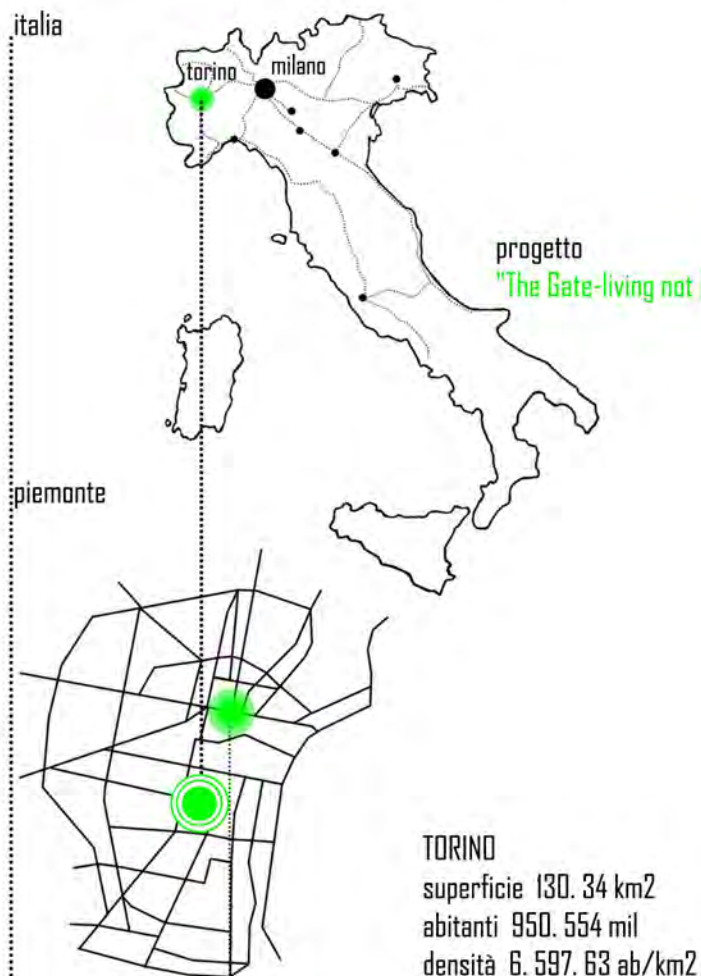 italia
torino
milano
progetto
"The Gate-living not
piemonte
TORINO
superficie 130. 34 km2
abitanti 950. 554 mil
densità 6. 597. 63 ab/km2